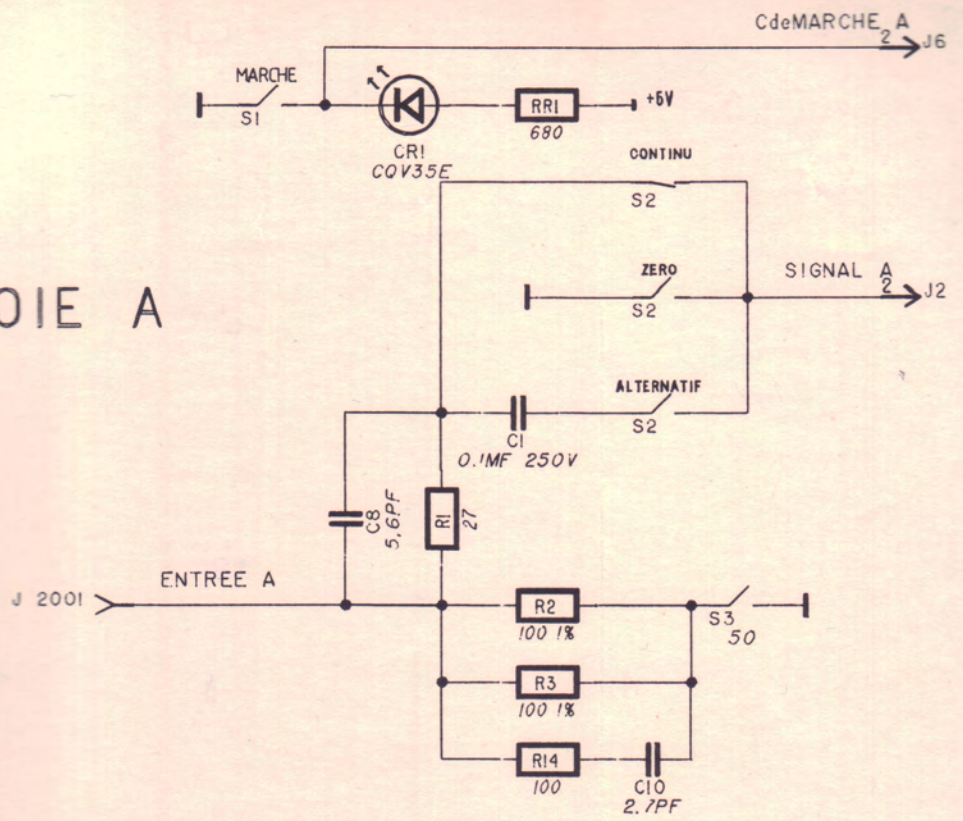 CdeMARCHE A
2 J6
MARCHE
S1
+5V
RR1
680
CR1
CQV35E
CONTINU
S2
ZERO
S2
SIGNAL A
2 J2
OIE A
ALTERNATIF
S2
C1
0.1MF 250V
C8
5,6PF
R1
27
ENTREE A
J 2001
R2
100 1%
S3
50
R3
100 1%
R14
100
C10
2.7PF